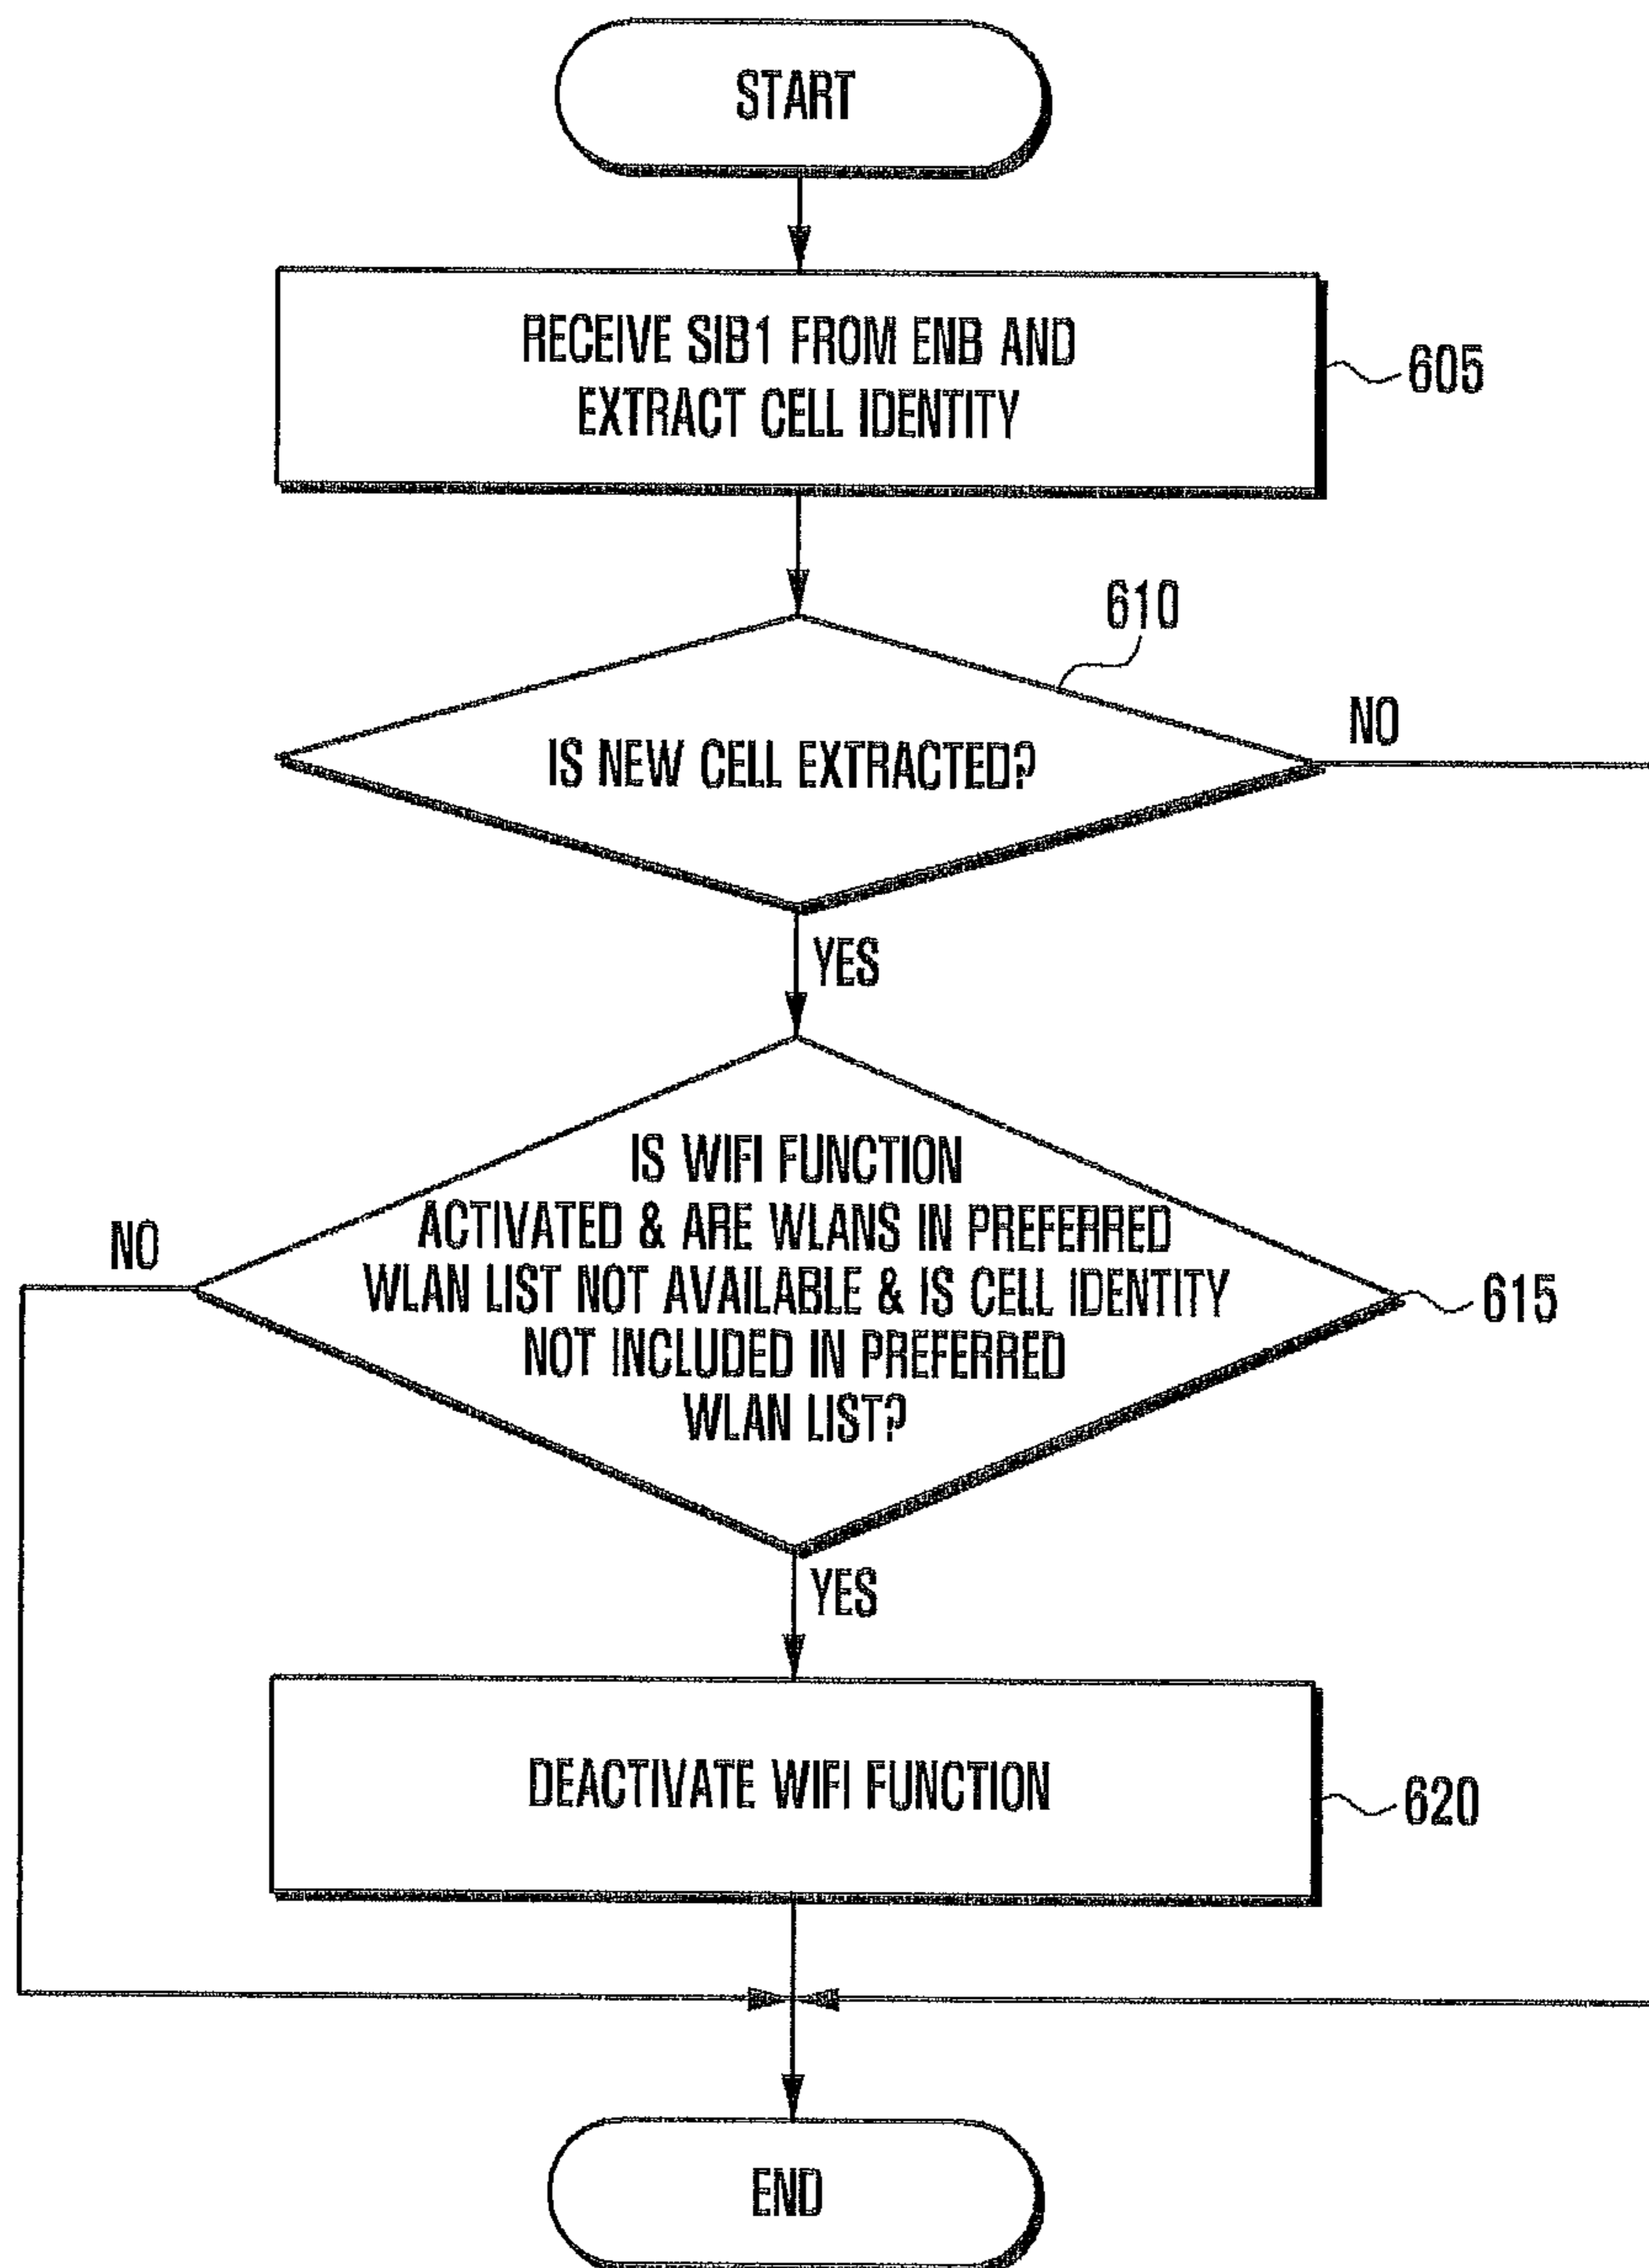 START
RECEIVE SIB1 FROM ENB AND
EXTRACT CELL IDENTITY
605
610
NO
IS NEW CELL EXTRACTED?
YES
IS WIFI FUNCTION
ACTIVATED & ARE WLANS IN PREFERRED
WLAN LIST NOT AVAILABLE & IS CELL IDENTITY
NOT INCLUDED IN PREFERRED
WLAN LIST?
NO
615
YES
DEACTIVATE WIFI FUNCTION
620
END